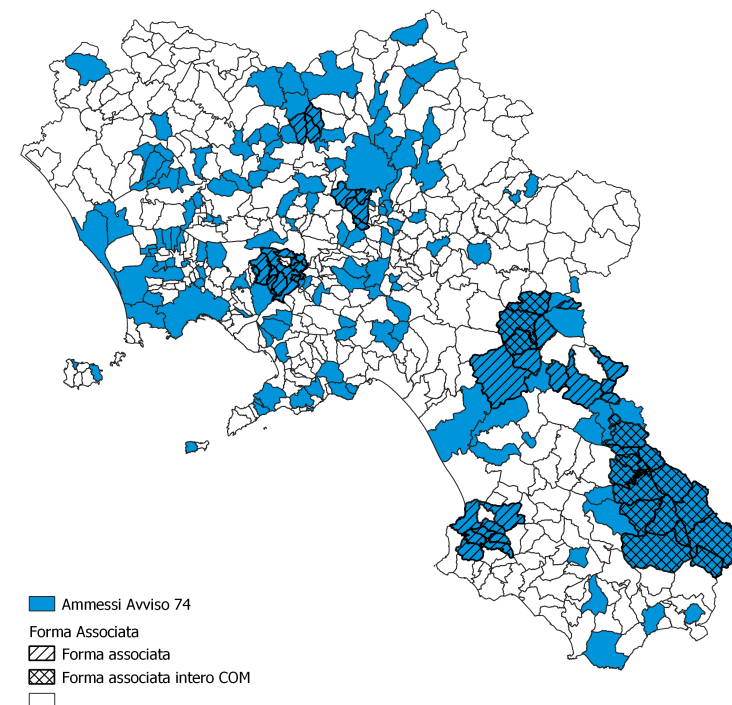 Ammessi Avviso 74
Forma Associata
Forma associata
Forma associata intero COM